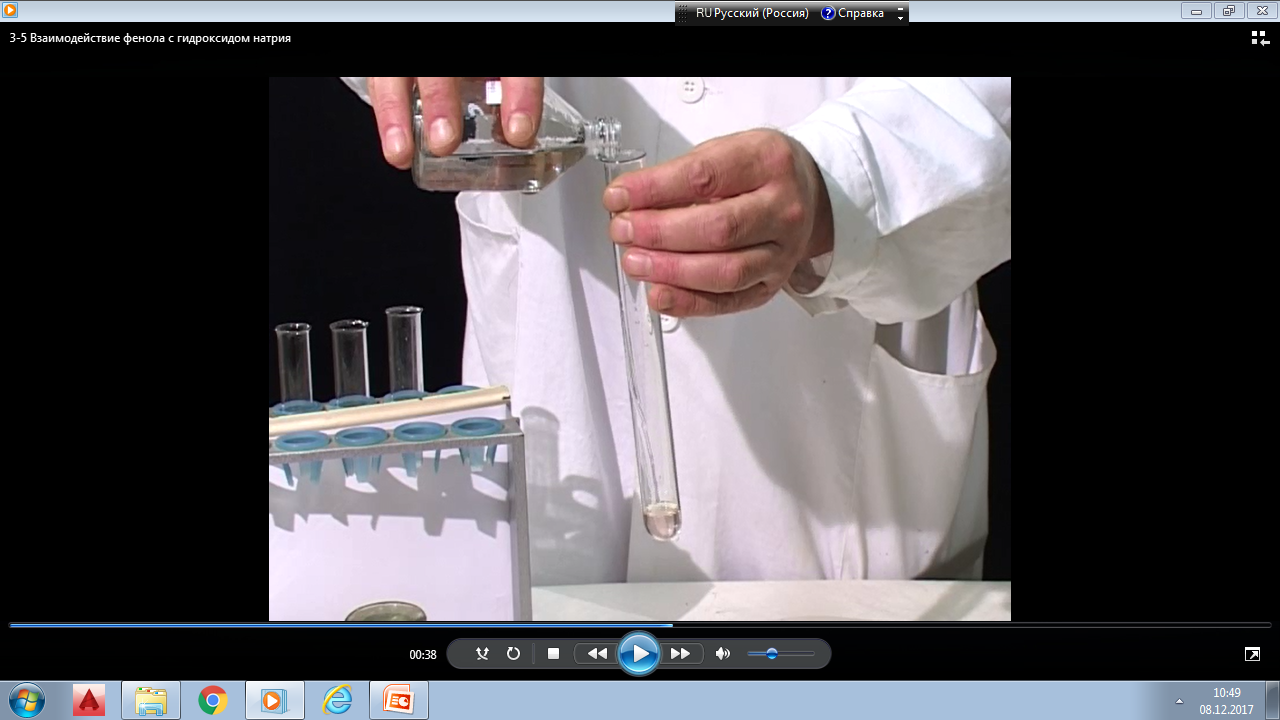 RU Русский (Россия) ? Справка
3-5 Взаимодействие фенола с гидроксидом натрия
00:38
10:49
08.12.2017